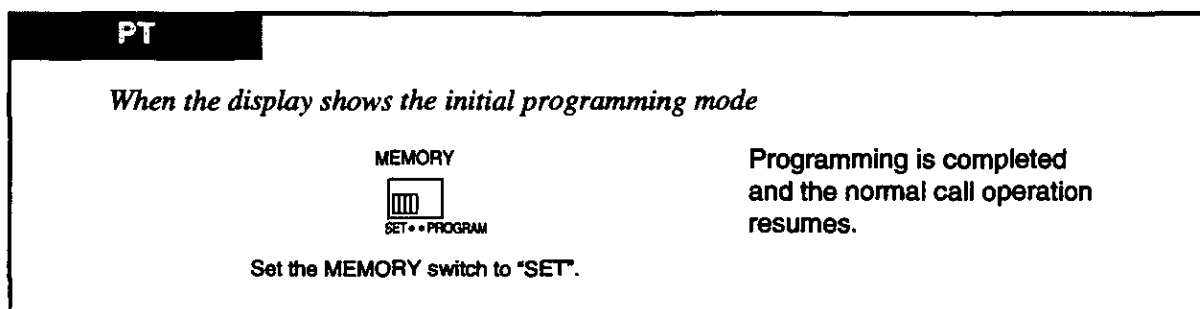 PT
When the display shows the initial programming mode
MEMORY
SET • • PROGRAM
Set the MEMORY switch to "SET".
Programming is completed
and the normal call operation
resumes.